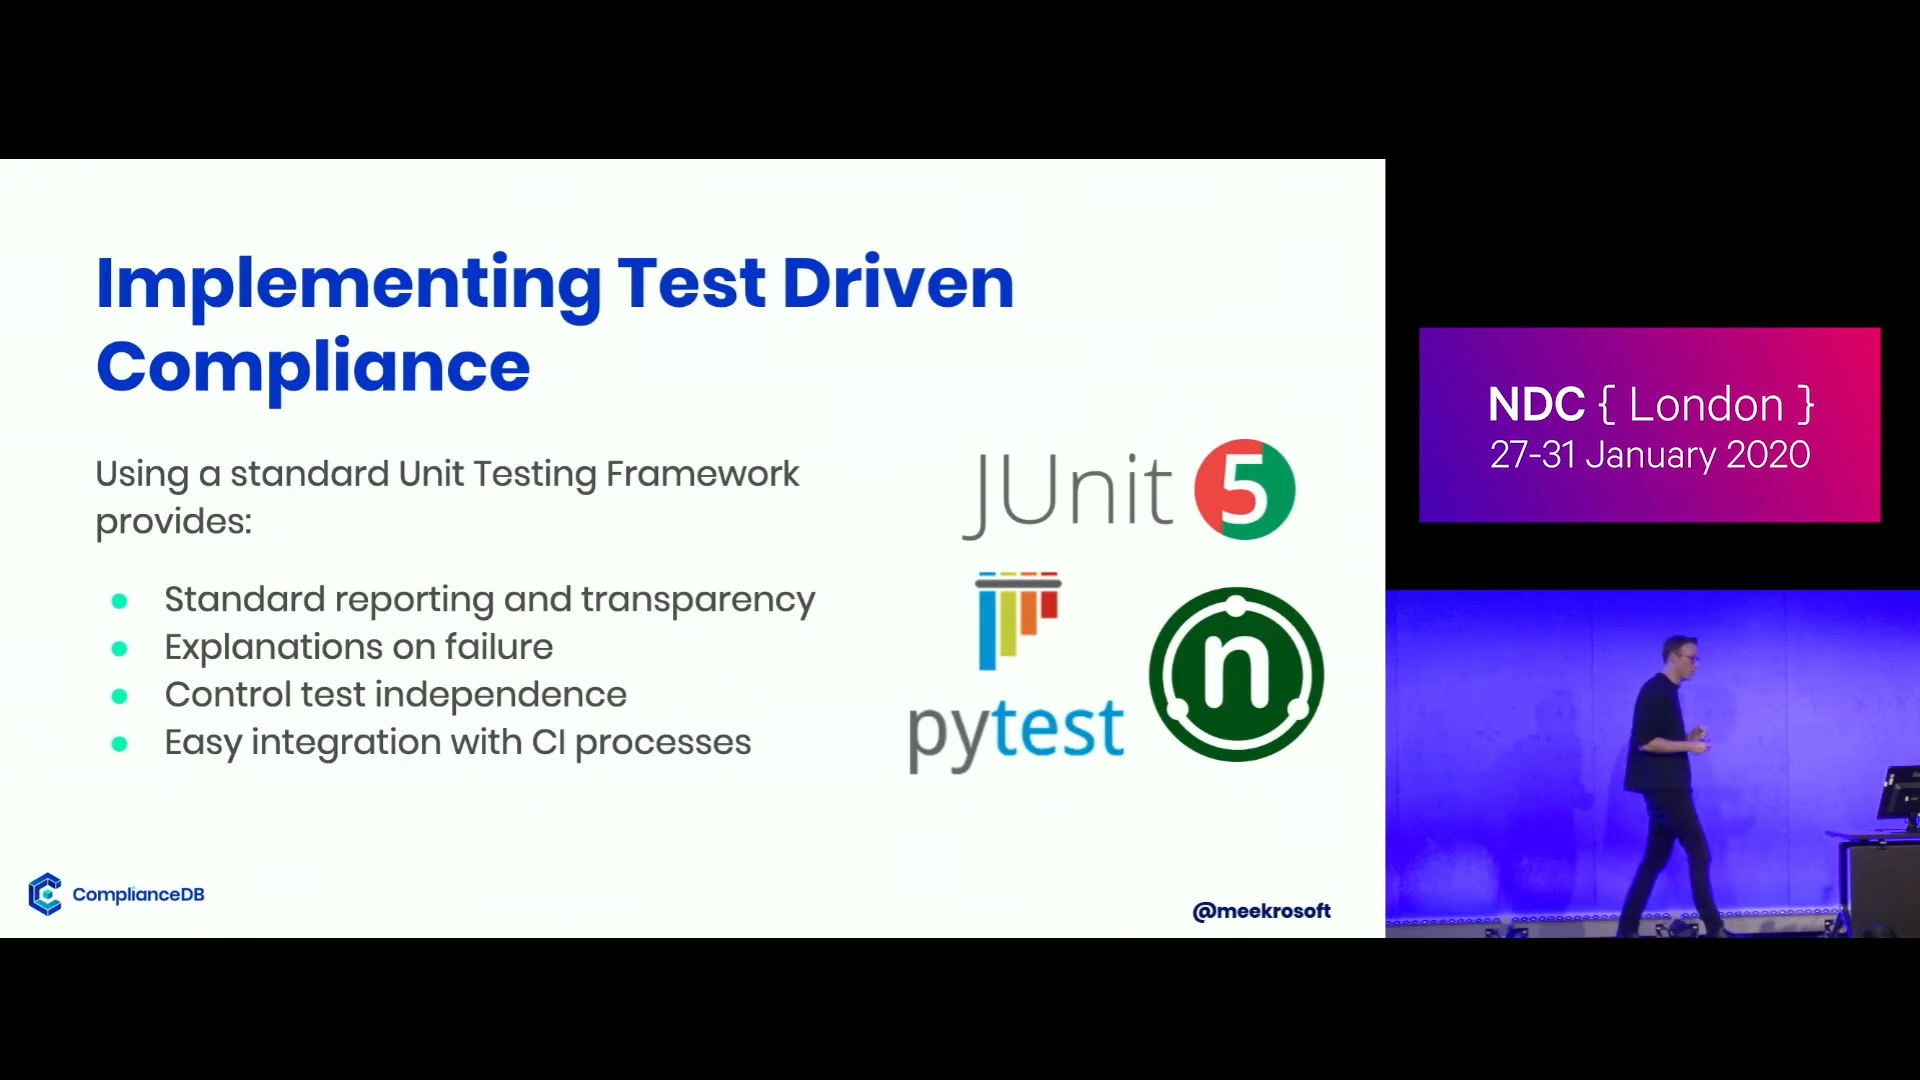 Implementing Test Driven
Compliance
Using a standard Unit Testing Framework
provides:
Standard reporting and transparency
Explanations on failure
Control test independence
Easy integration with CI processes
JUnit 5
pytest
n
ComplianceDB
@meekrosoft
NDC { London }
27-31 January 2020